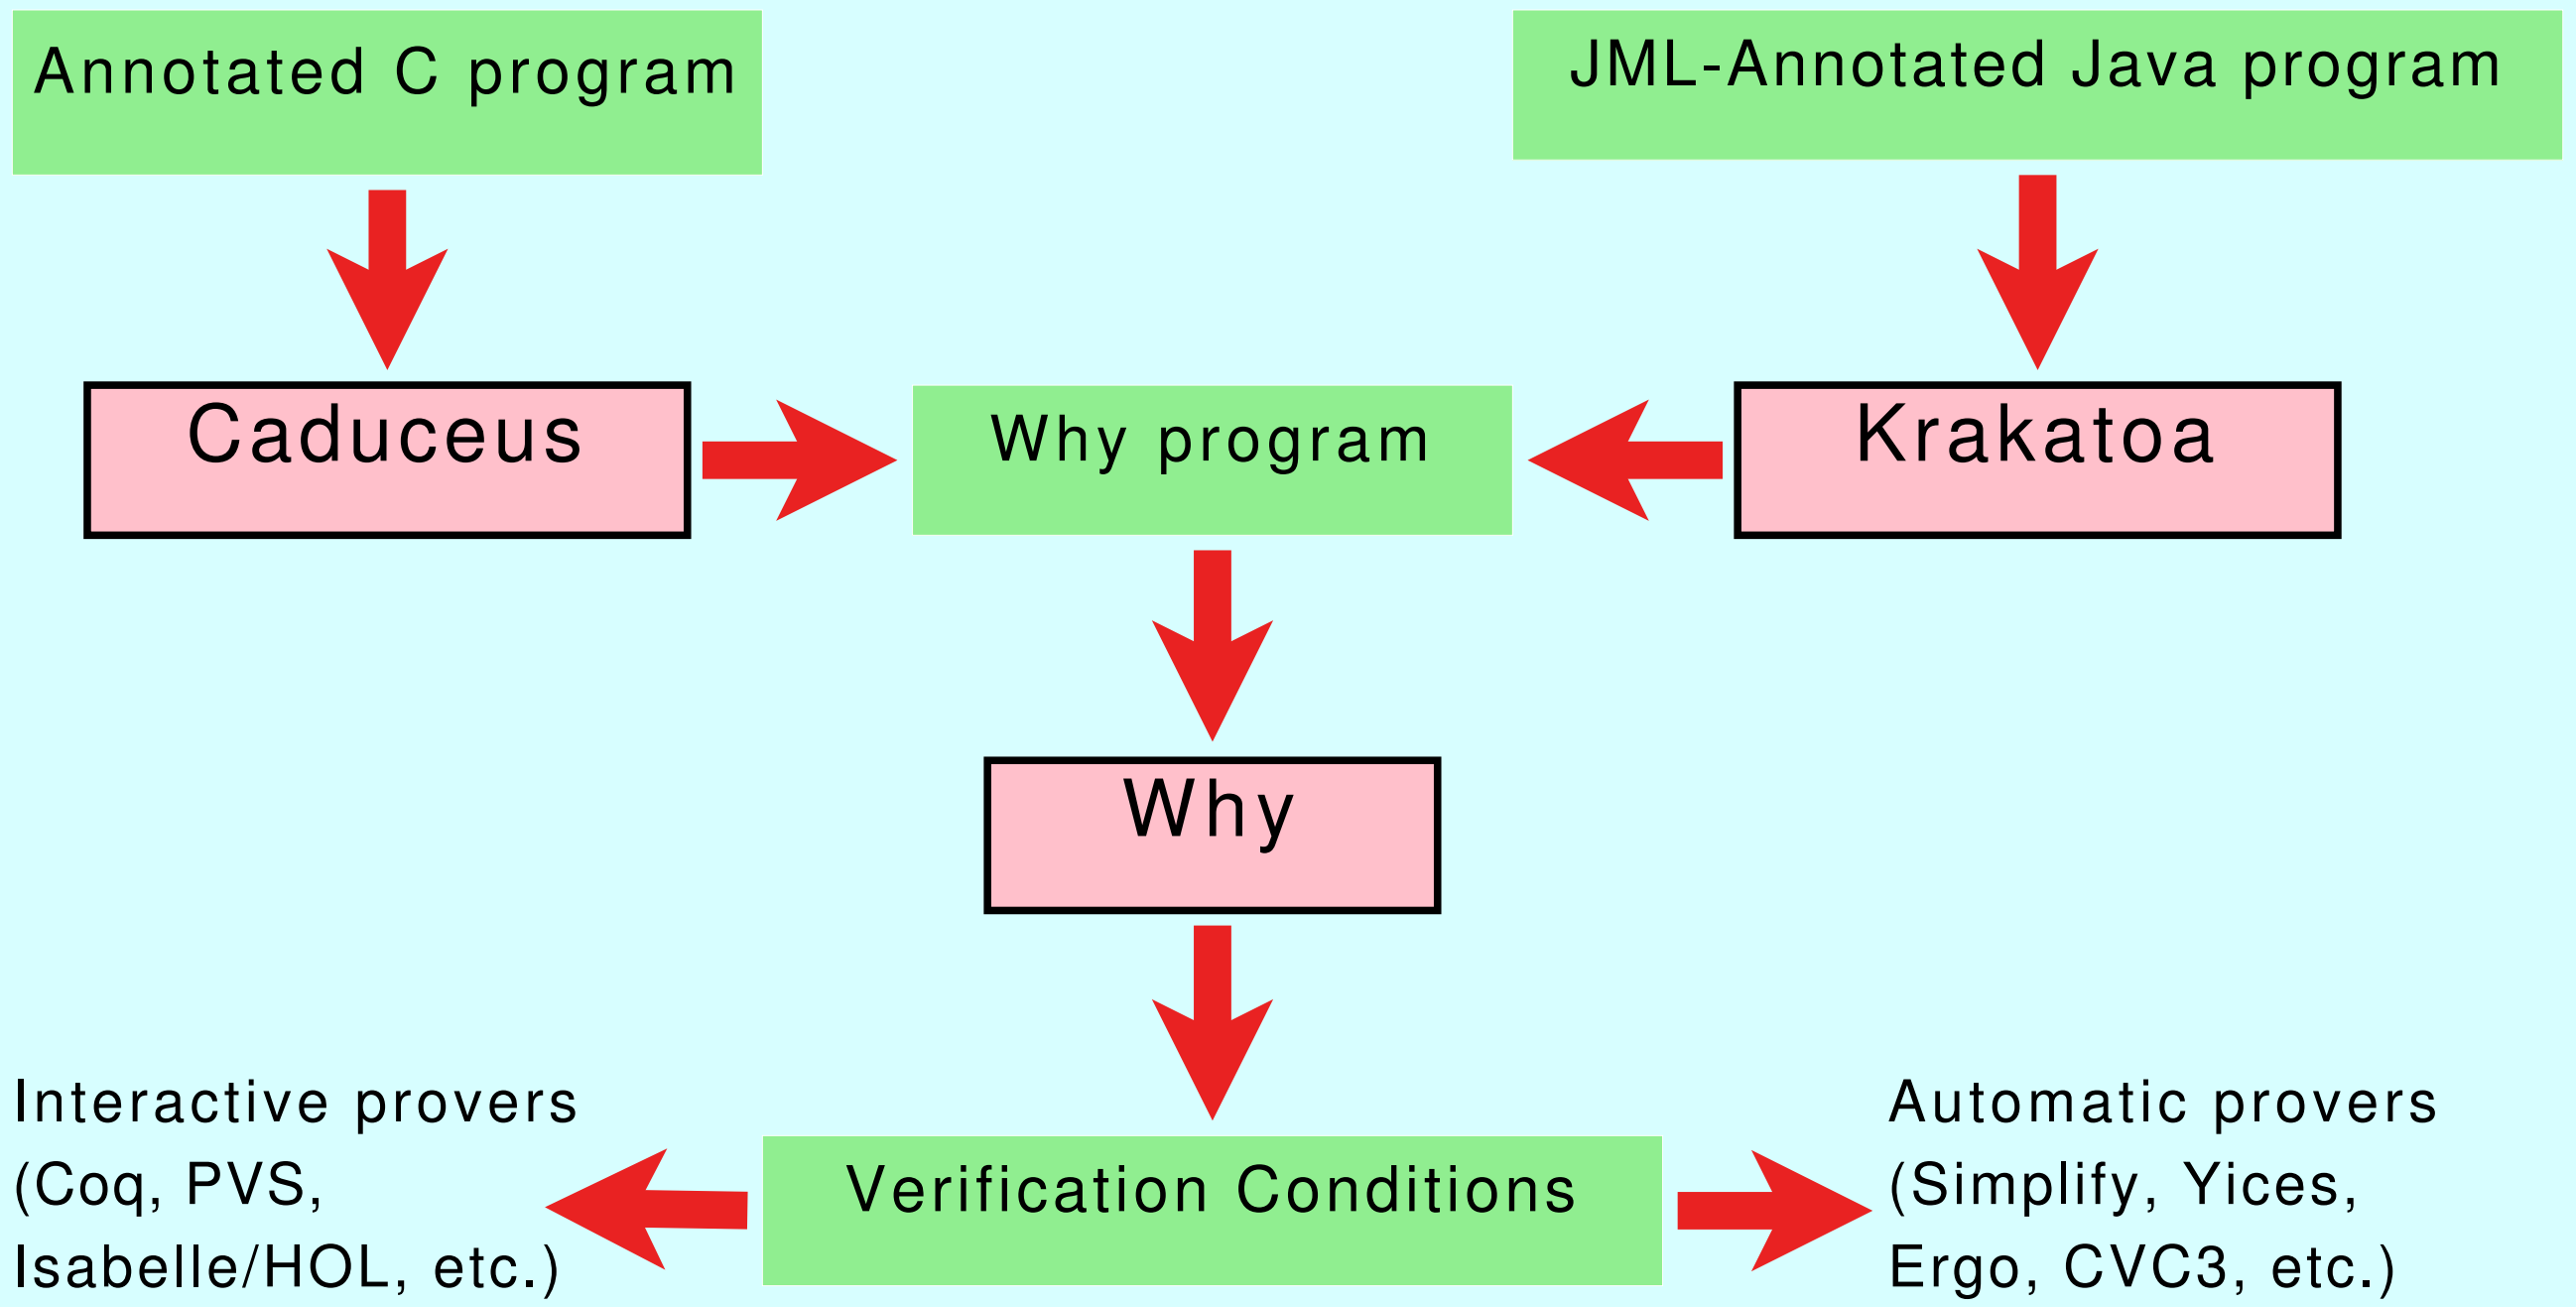 Annotated C program
JML-Annotated Java program
Caduceus
Why program
Krakatoa
Why
Interactive provers
(Coq, PVS,
Isabelle/HOL, etc.)
Verification Conditions
Automatic provers
(Simplify, Yices,
Ergo, CVC3, etc.)